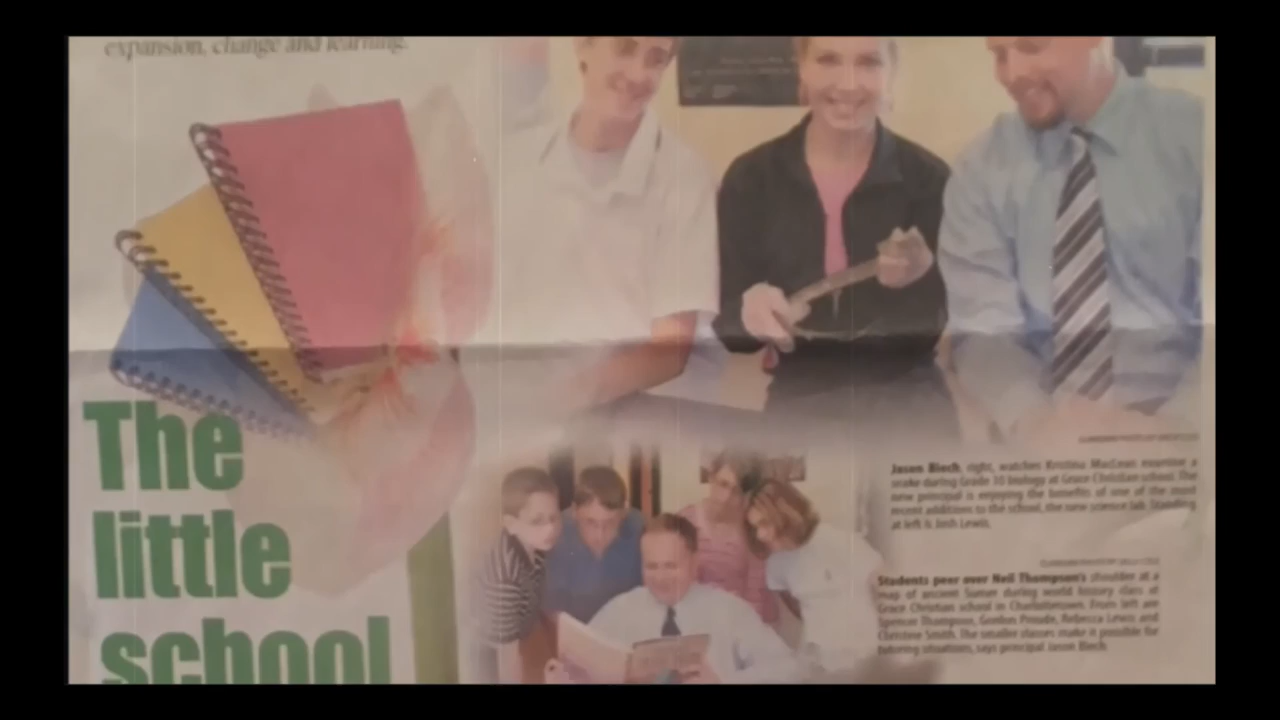 expansion, change and learning.
The
little
school
Jason Biech, right, watches Kristina MacLean examine a
snake during Grade 10 biology at Grace Christian school. The
new principal is enjoying the benefits of one of the most
recent additions to the school, the new science lab. Standing
at left is Josh Lewis.
Students peer over Neil Thompson's shoulder at a
map of ancient Sumer during world history class at
Grace Christian school in Charlottetown. From left are
Spencer Thompson, Gordon Proude, Rebecca Lewis and
Christine Smith. The smaller classes make it possible for
tutoring situations, says principal Jason Biech.